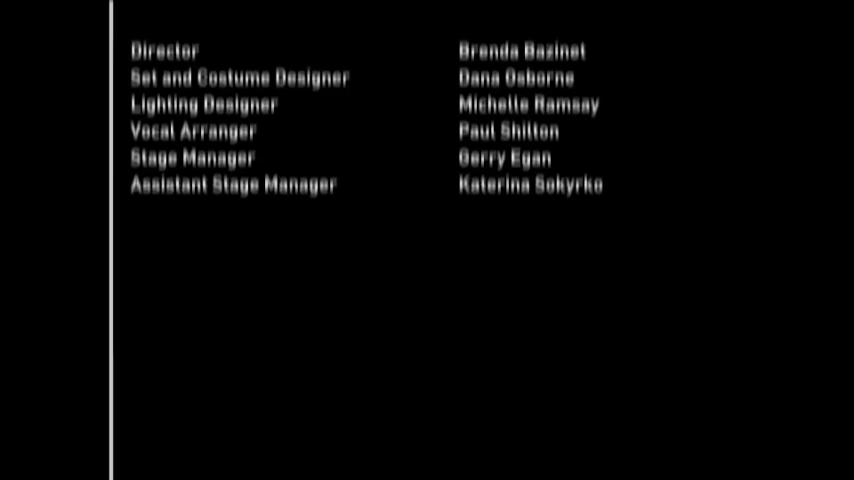 Director Brenda Bazinet
Set and Costume Designer Dana Osborne
Lighting Designer Michelle Ramsay
Vocal Arranger Paul Shilton
Stage Manager Gerry Egan
Assistant Stage Manager Katerina Sokyrko